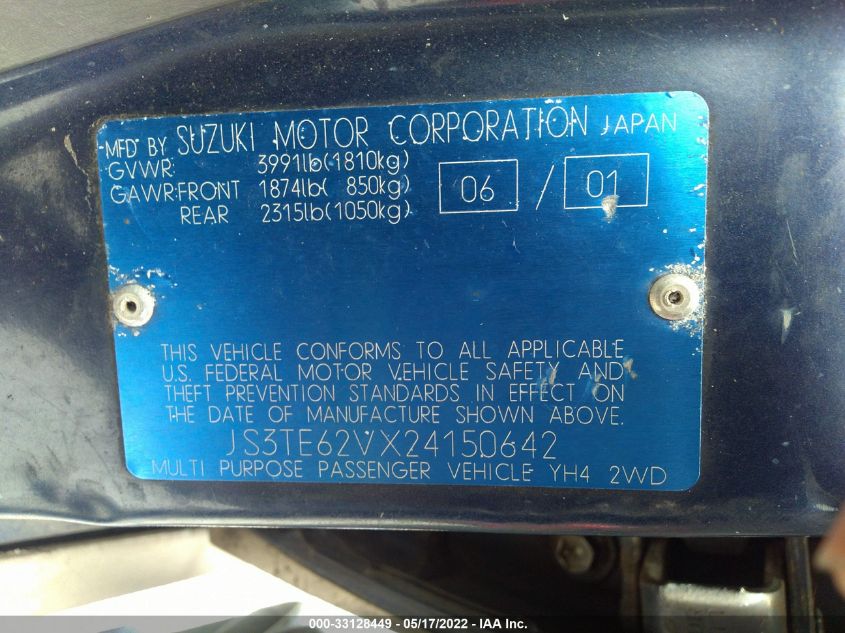 MFD BY SUZUKI MOTOR CORPORATION JAPAN
GVWR: 3991lb(1810kg)
GAWR:FRONT 1874lb( 850kg) 06 / 01
REAR 2315lb(1050kg)
THIS VEHICLE CONFORMS TO ALL APPLICABLE
U.S. FEDERAL MOTOR VEHICLE SAFETY AND
THEFT PREVENTION STANDARDS IN EFFECT ON
THE DATE OF MANUFACTURE SHOWN ABOVE.
JS3TE62VX24150642
MULTI PURPOSE PASSENGER VEHICLE YH4 2WD
000-33128449 - 05/17/2022 - IAA Inc.